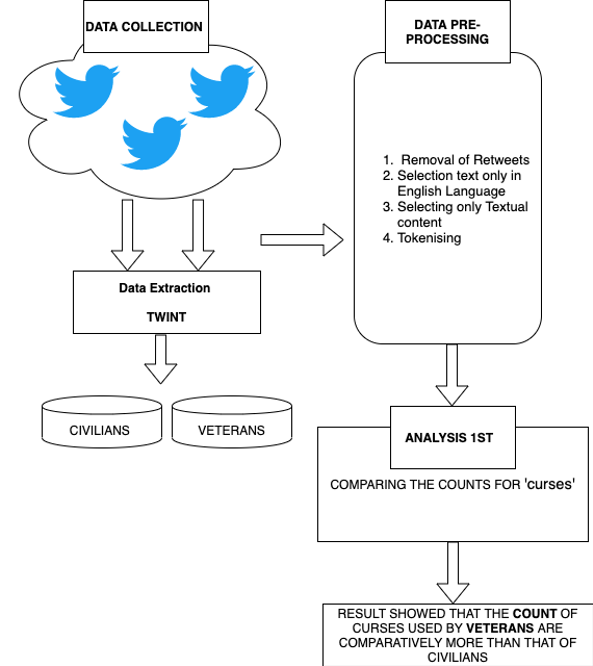 DATA COLLECTION
Data Extraction
TWINT
CIVILIANS
VETERANS
DATA PRE-
PROCESSING
1. Removal of Retweets
2. Selection text only in
English Language
3. Selecting only Textual
content
4. Tokenising
ANALYSIS 1ST
COMPARING THE COUNTS FOR 'curses'
RESULT SHOWED THAT THE COUNT OF
CURSES USED BY VETERANS ARE
COMPARATIVELY MORE THAN THAT OF
CIVILIANS